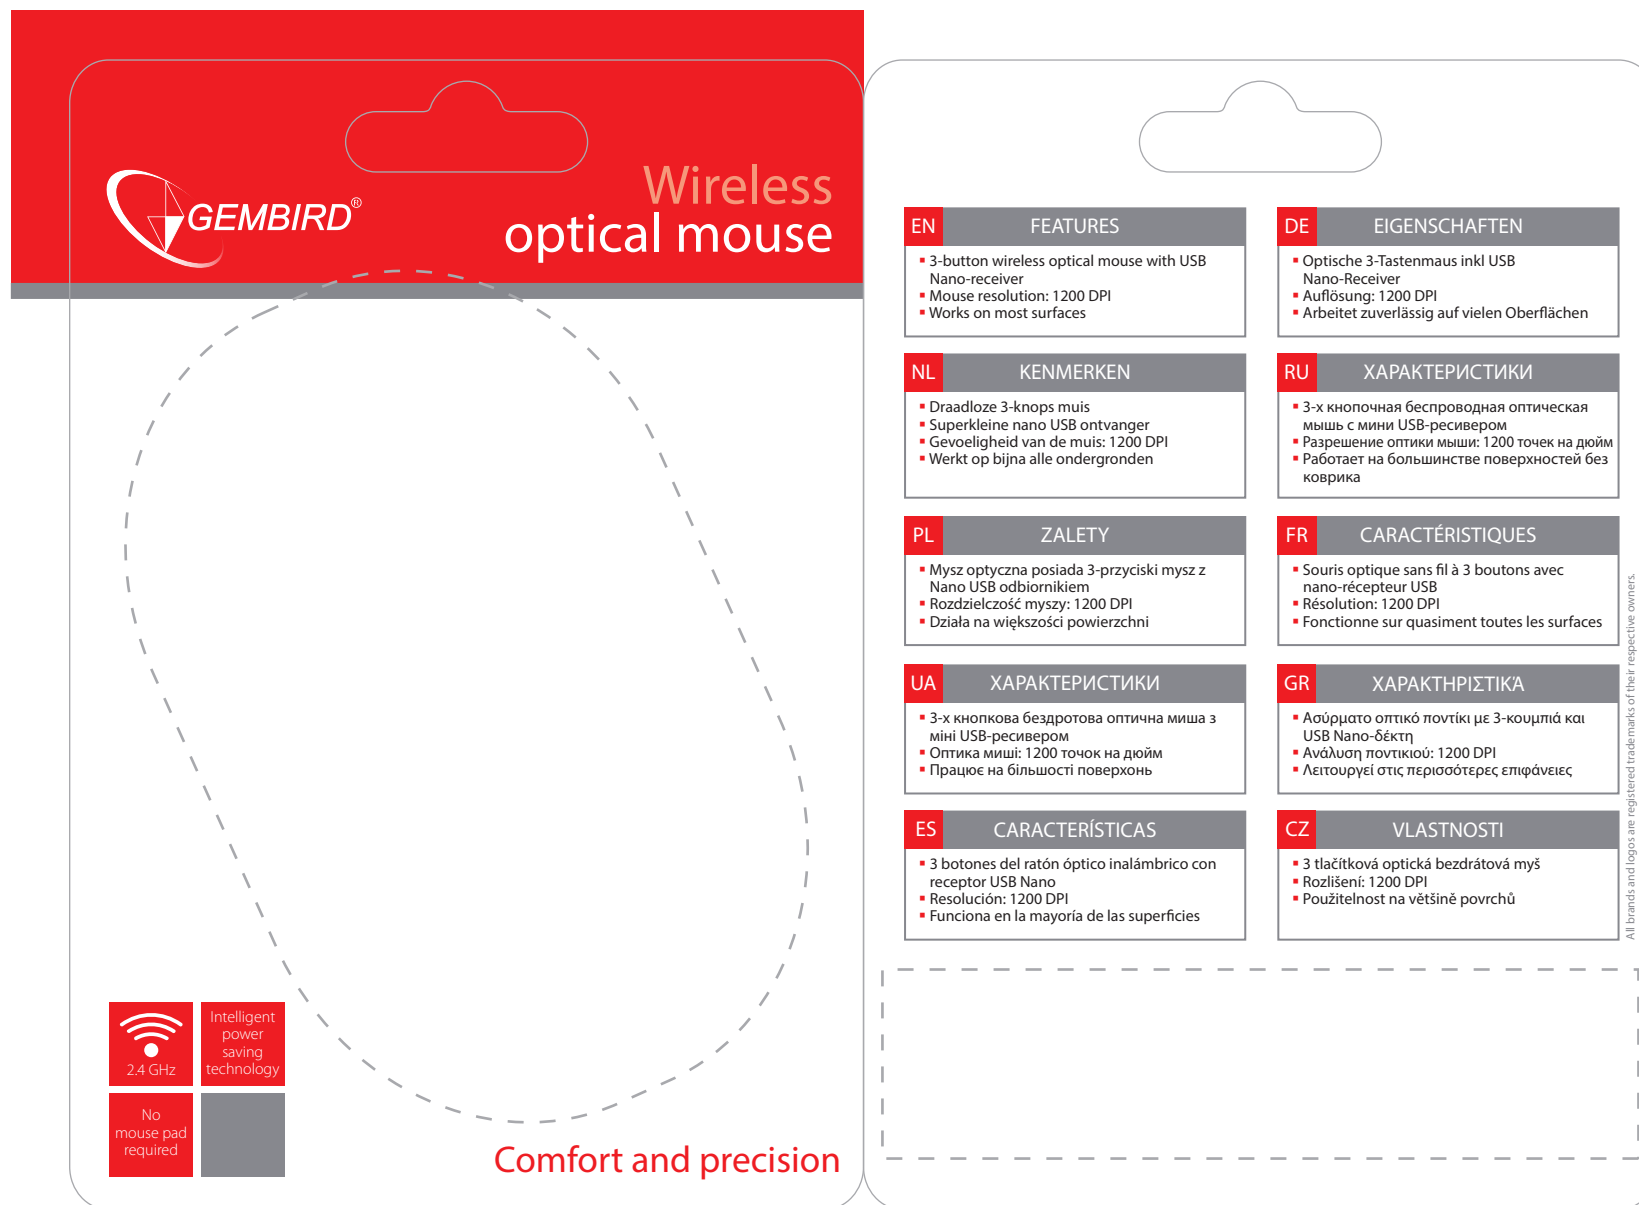 GEMBIRD®
Wireless
optical mouse
2.4 GHz
Intelligent
power
saving
technology
No
mouse pad
required
Comfort and precision
EN FEATURES
▪ 3-button wireless optical mouse with USB
Nano-receiver
▪ Mouse resolution: 1200 DPI
▪ Works on most surfaces
DE EIGENSCHAFTEN
▪ Optische 3-Tastenmaus inkl USB
Nano-Receiver
▪ Auflösung: 1200 DPI
▪ Arbeitet zuverlässig auf vielen Oberflächen
NL KENMERKEN
▪ Draadloze 3-knops muis
▪ Superkleine nano USB ontvanger
▪ Gevoeligheid van de muis: 1200 DPI
▪ Werkt op bijna alle ondergronden
RU ХАРАКТЕРИСТИКИ
▪ 3-х кнопочная беспроводная оптическая
мышь с мини USB-ресивером
▪ Разрешение оптики мыши: 1200 точек на дюйм
▪ Работает на большинстве поверхностей без
коврика
PL ZALETY
▪ Mysz optyczna posiada 3-przyciski mysz z
Nano USB odbiornikiem
▪ Rozdzielczość myszy: 1200 DPI
▪ Działa na większości powierzchni
FR CARACTÉRISTIQUES
▪ Souris optique sans fil à 3 boutons avec
nano-récepteur USB
▪ Résolution: 1200 DPI
▪ Fonctionne sur quasiment toutes les surfaces
UA ХАРАКТЕРИСТИКИ
▪ 3-х кнопкова бездротова оптична миша з
міні USB-ресивером
▪ Оптика миші: 1200 точок на дюйм
▪ Працює на більшості поверхонь
GR ΧΑΡΑΚΤΗΡΙΣΤΙΚΆ
▪ Ασύρματο οπτικό ποντίκι με 3-κουμπιά και
USB Nano-δέκτη
▪ Ανάλυση ποντικιού: 1200 DPI
▪ Λειτουργεί στις περισσότερες επιφάνειες
ES CARACTERÍSTICAS
▪ 3 botones del ratón óptico inalámbrico con
receptor USB Nano
▪ Resolución: 1200 DPI
▪ Funciona en la mayoría de las superficies
CZ VLASTNOSTI
▪ 3 tlačítková optická bezdrátová myš
▪ Rozlišení: 1200 DPI
▪ Použitelnost na většině povrchů
All brands and logos are registered trademarks of their respective owners.